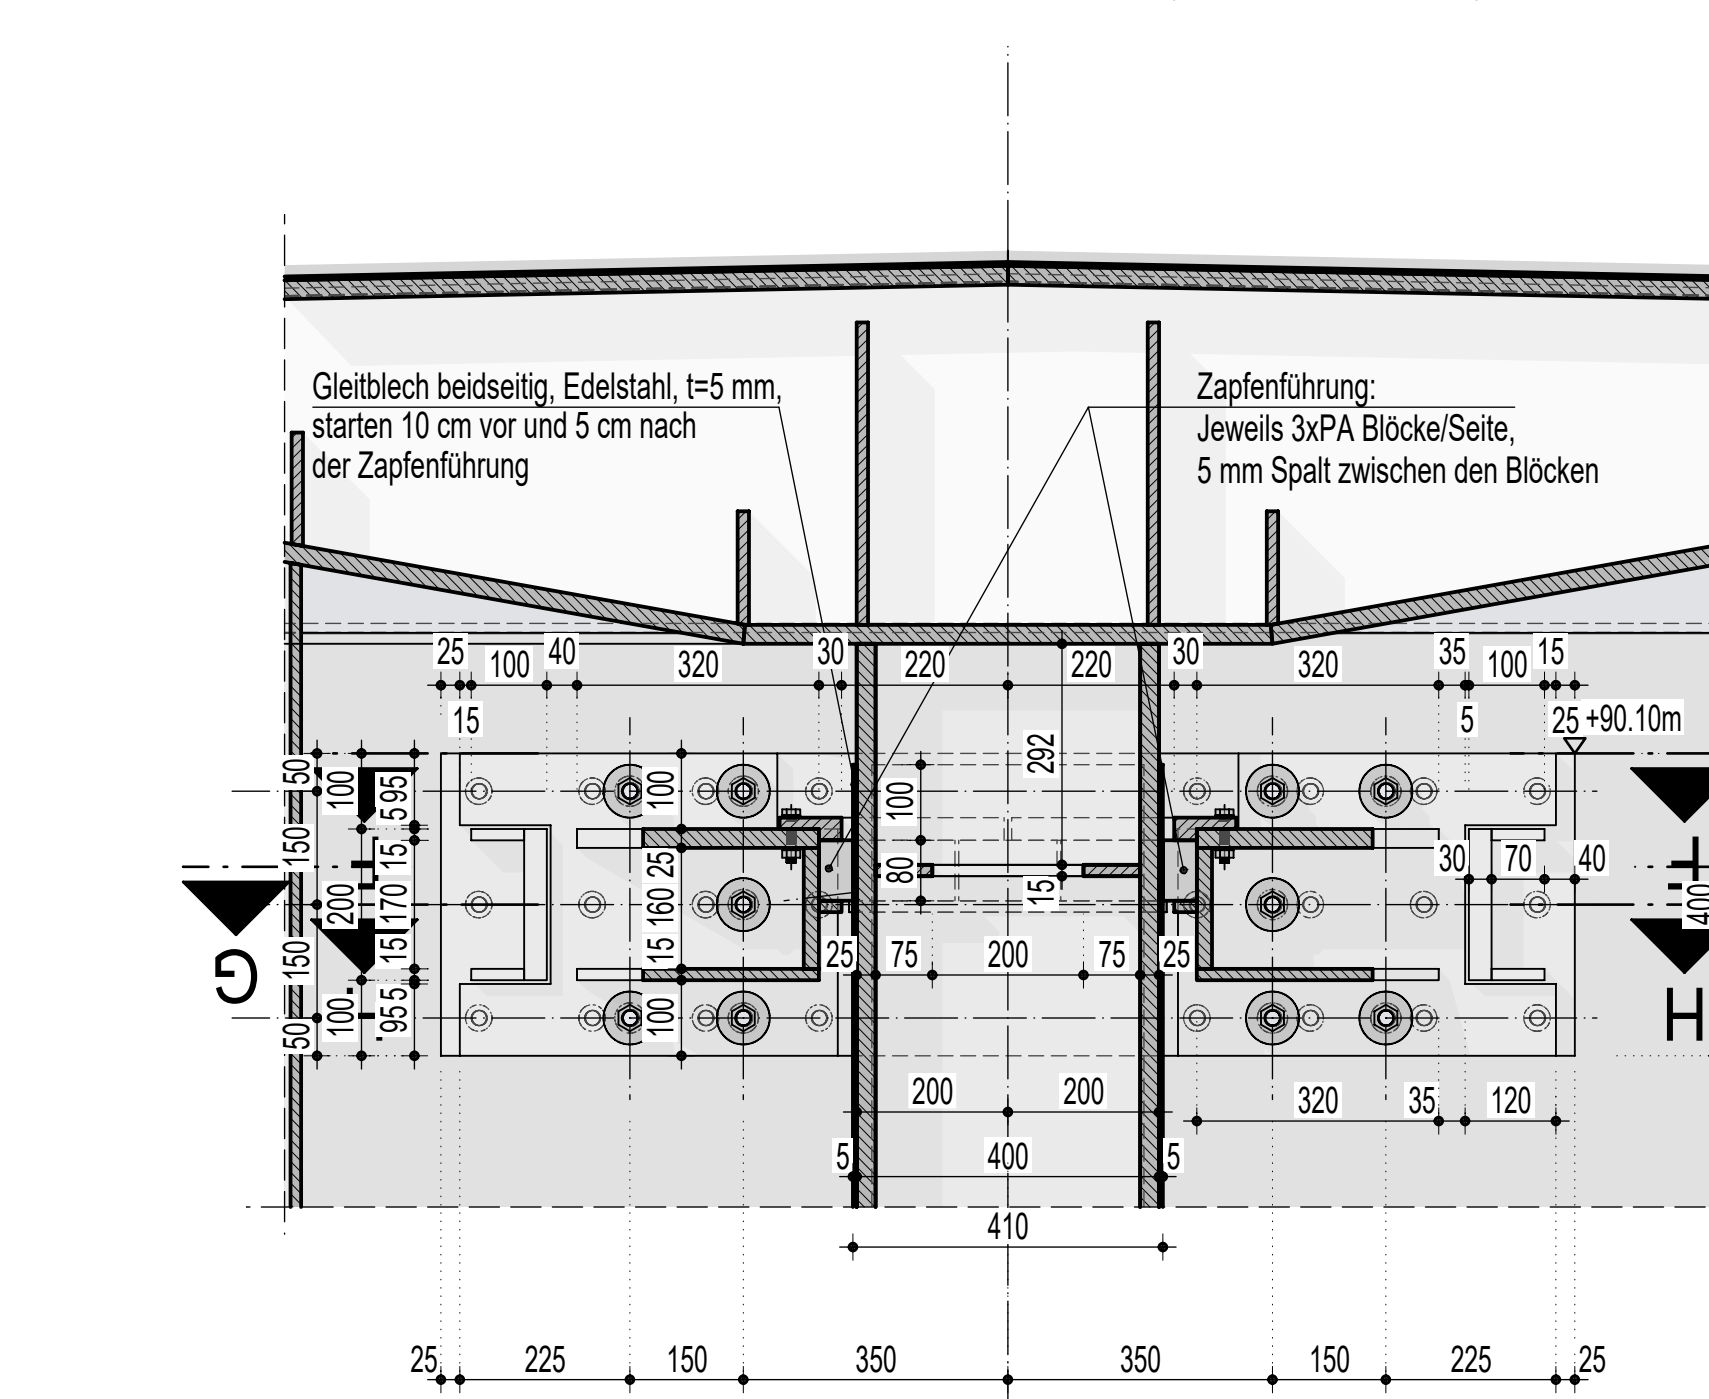 Gleitblech beidseitig, Edelstahl, t=5 mm,
starten 10 cm vor und 5 cm nach
der Zapfenführung
Zapfenführung:
Jeweils 3xPA Blöcke/Seite,
5 mm Spalt zwischen den Blöcken
25 100 40 320 30 220 220 30 320 35 100 15
15 5 25 +90.10m
292
50 100 95 100 100
5
150 15 25 80 30 70 40
200 170 160 15 400
150 15 15 25 75 200 75 25
G H
50 100 95 5 100
200 200 320 35 120
5 400 5
410
25 225 150 350 350 150 225 25